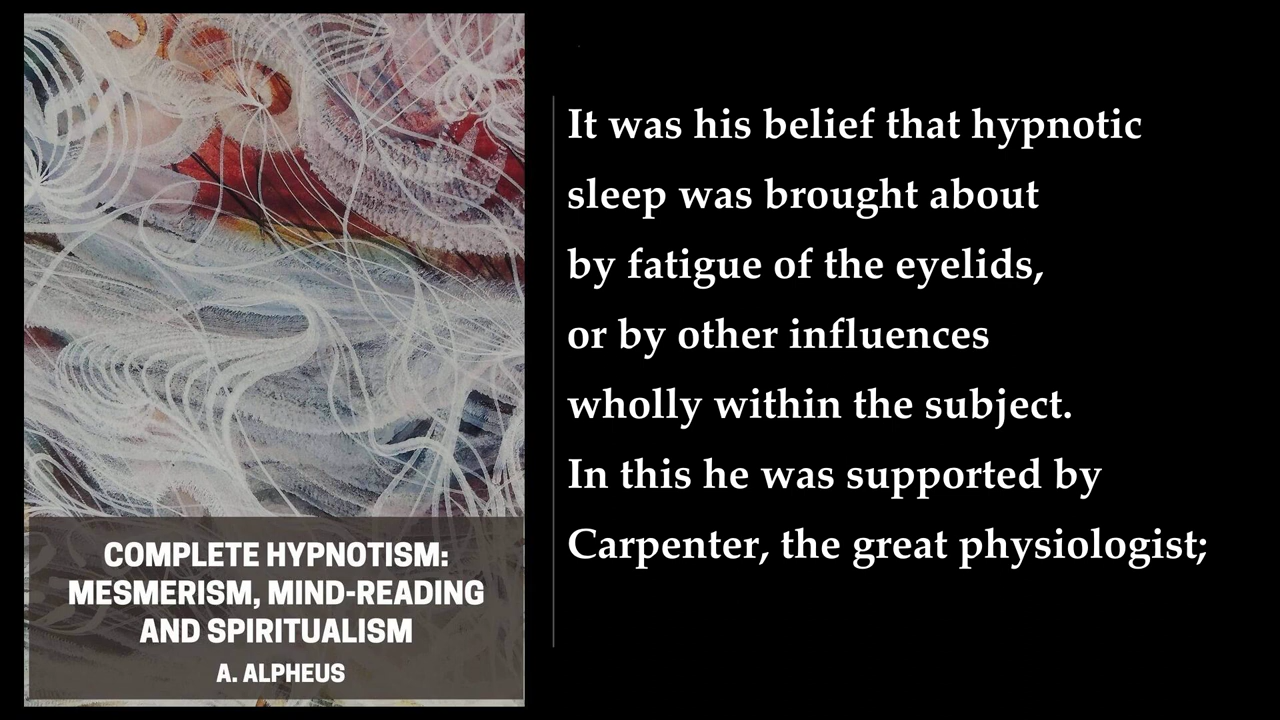 It was his belief that hypnotic
sleep was brought about
by fatigue of the eyelids,
or by other influences
wholly within the subject.
In this he was supported by
Carpenter, the great physiologist;
COMPLETE HYPNOTISM:
MESMERISM, MIND-READING
AND SPIRITUALISM
A. ALPHEUS